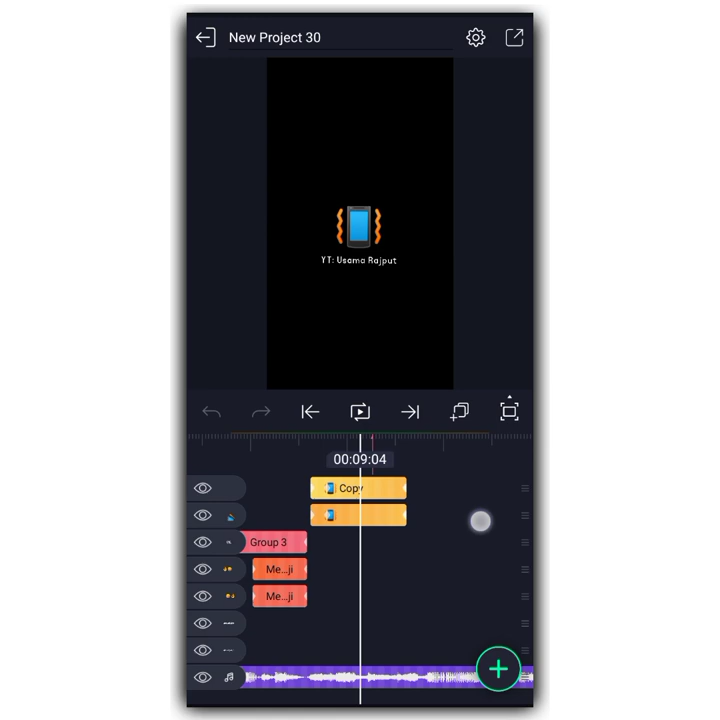 New Project 30
YT: Usama Rajput
00:09:04
Copy
Group 3
Me...ji
Me...ji